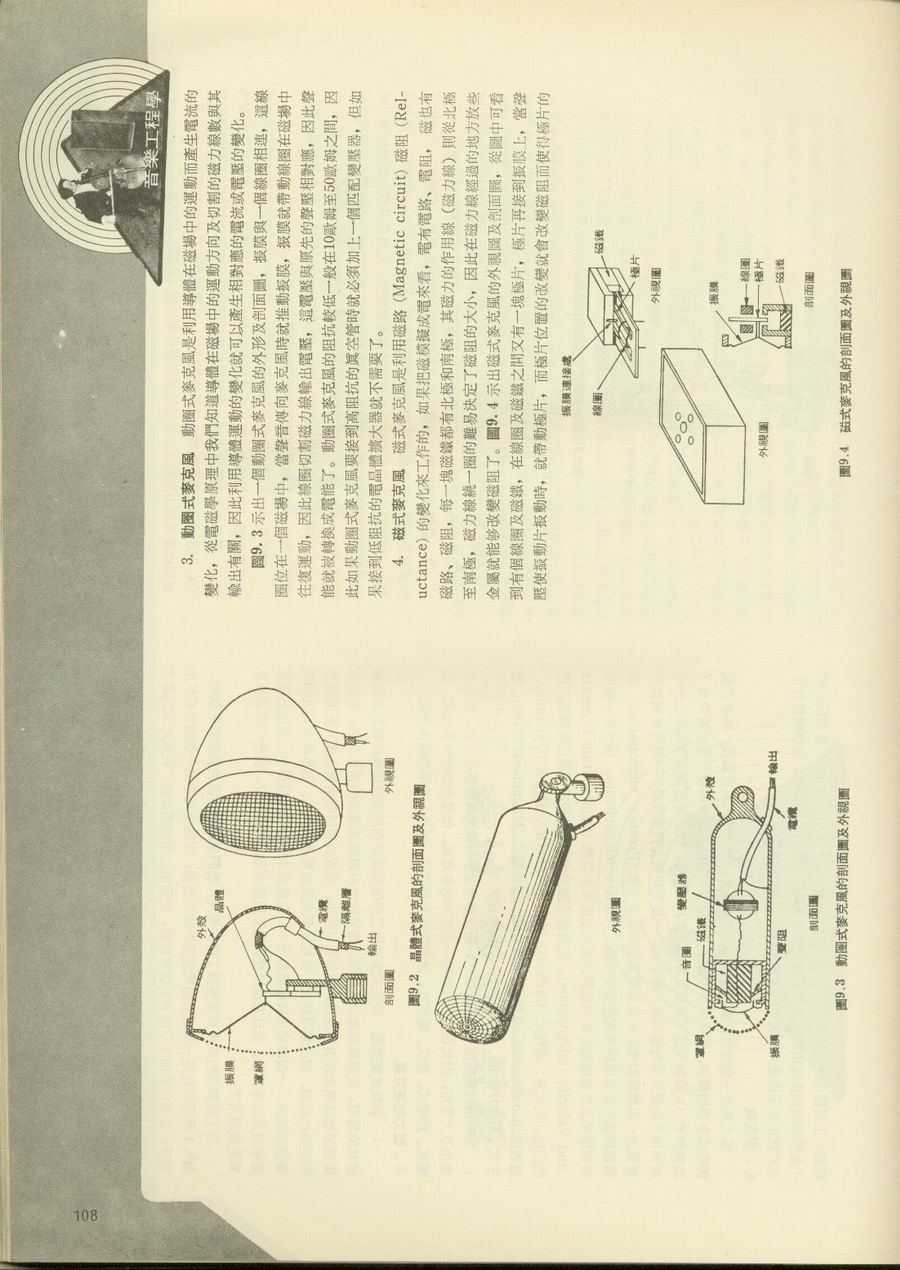 音樂工程學
3. 動圈式麥克風　動圈式麥克風是利用導體在磁場中的運動而產生電流的
變化，從電磁學原理中我們知道導體在磁場中的運動方向及切割的磁力線數與其
輸出有關，因此利用導體運動的變化就可以產生相對應的電流或電壓的變化。
圖9.3 示出一個動圈式麥克風的外形及剖面圖，振膜與一個線圈相連，這線
圈位在一個磁場中，當聲音傳向麥克風時就推動振膜，振膜就帶動線圈在磁場中
往復運動，因此線圈切割磁力線輸出電壓，這電壓與原先的聲壓相對應，因此聲
能就被轉換成電能了。動圈式麥克風的阻抗較低一般在10歐姆至50歐姆之間，因
此如果動圈式麥克風要接到高阻抗的眞空管時就必須加上一個匹配變壓器，但如
果接到低阻抗的電晶體擴大器就不需要了。
4. 磁式麥克風　磁式麥克風是利用磁路 (Magnetic circuit) 磁阻 (Rel-
uctance) 的變化來工作的，如果把磁模擬成電來看，電有電路、電阻，磁也有
磁路、磁阻，每一塊磁鐵都有北極和南極，其磁力的作用線（磁力線）則從北極
至南極，磁力線繞一圈的難易決定了磁阻的大小，因此在磁力線經過的地方放些
金屬就能够改變磁阻了。圖9.4 示出磁式麥克風的外視圖及剖面圖，從圖中可看
到有個線圈及磁鐵，在線圈及磁鐵之間又有一塊極片，極片再接到振膜上，當聲
壓使振動片振動時，就帶動極片，而極片位置的改變就會改變磁阻而使得極片的
振膜連接處
線圈
磁鐵
極片
外視圖
外視圖
振膜
線圈
極片
磁鐵
剖面圖
圖9.4　磁式麥克風的剖面圖及外視圖
外殼
晶體
電纜
隔離層
輸出
振膜
罩網
剖面圖
外視圖
圖9.2　晶體式麥克風的剖面圖及外視圖
外視圖
罩網
音圈
磁鐵
變壓器
外殼
振膜
聲阻
電纜
輸出
剖面圖
圖9.3　動圈式麥克風的剖面圖及外視圖
108